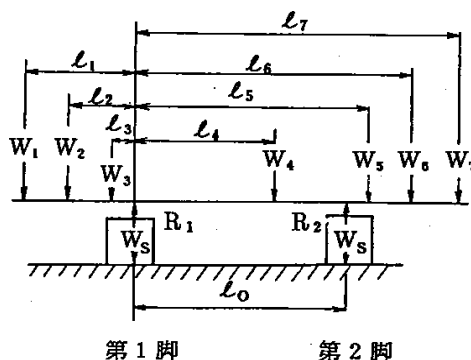 ℓ₇
ℓ₁ ℓ₆
ℓ₂ ℓ₅
ℓ₃ ℓ₄
W₁ W₂ W₃ W₄ W₅ W₆ W₇
R₁ R₂
Wₛ Wₛ
ℓ₀
第1脚 第2脚